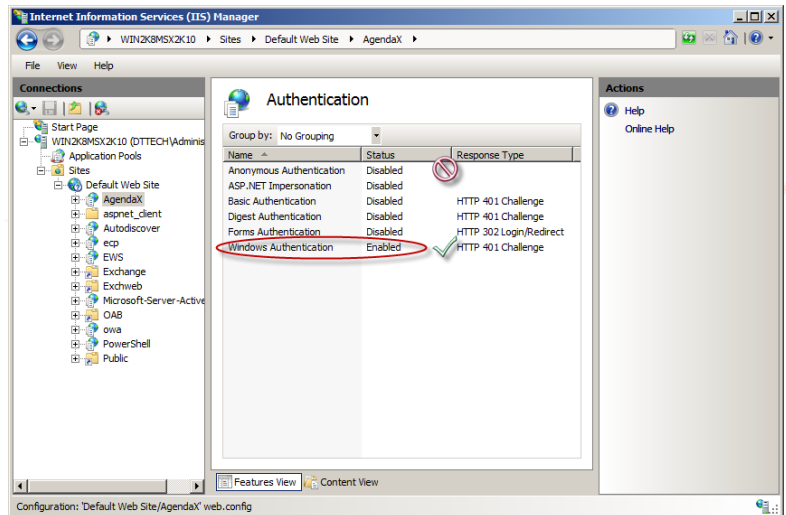 Internet Information Services (IIS) Manager
WIN2K8MSX2K10 Sites Default Web Site AgendaX
File View Help
Connections
Start Page
WIN2K8MSX2K10 (DTTECH\Adminis
Application Pools
Sites
Default Web Site
AgendaX
aspnet_client
Autodiscover
ecp
EWS
Exchange
Exchweb
Microsoft-Server-Active
OAB
owa
PowerShell
Public
Authentication
Group by: No Grouping
Name Status Response Type
Anonymous Authentication Disabled
ASP.NET Impersonation Disabled
Basic Authentication Disabled HTTP 401 Challenge
Digest Authentication Disabled HTTP 401 Challenge
Forms Authentication Disabled HTTP 302 Login/Redirect
Windows Authentication Enabled HTTP 401 Challenge
Features View Content View
Actions
Help
Online Help
Configuration: 'Default Web Site/AgendaX' web.config